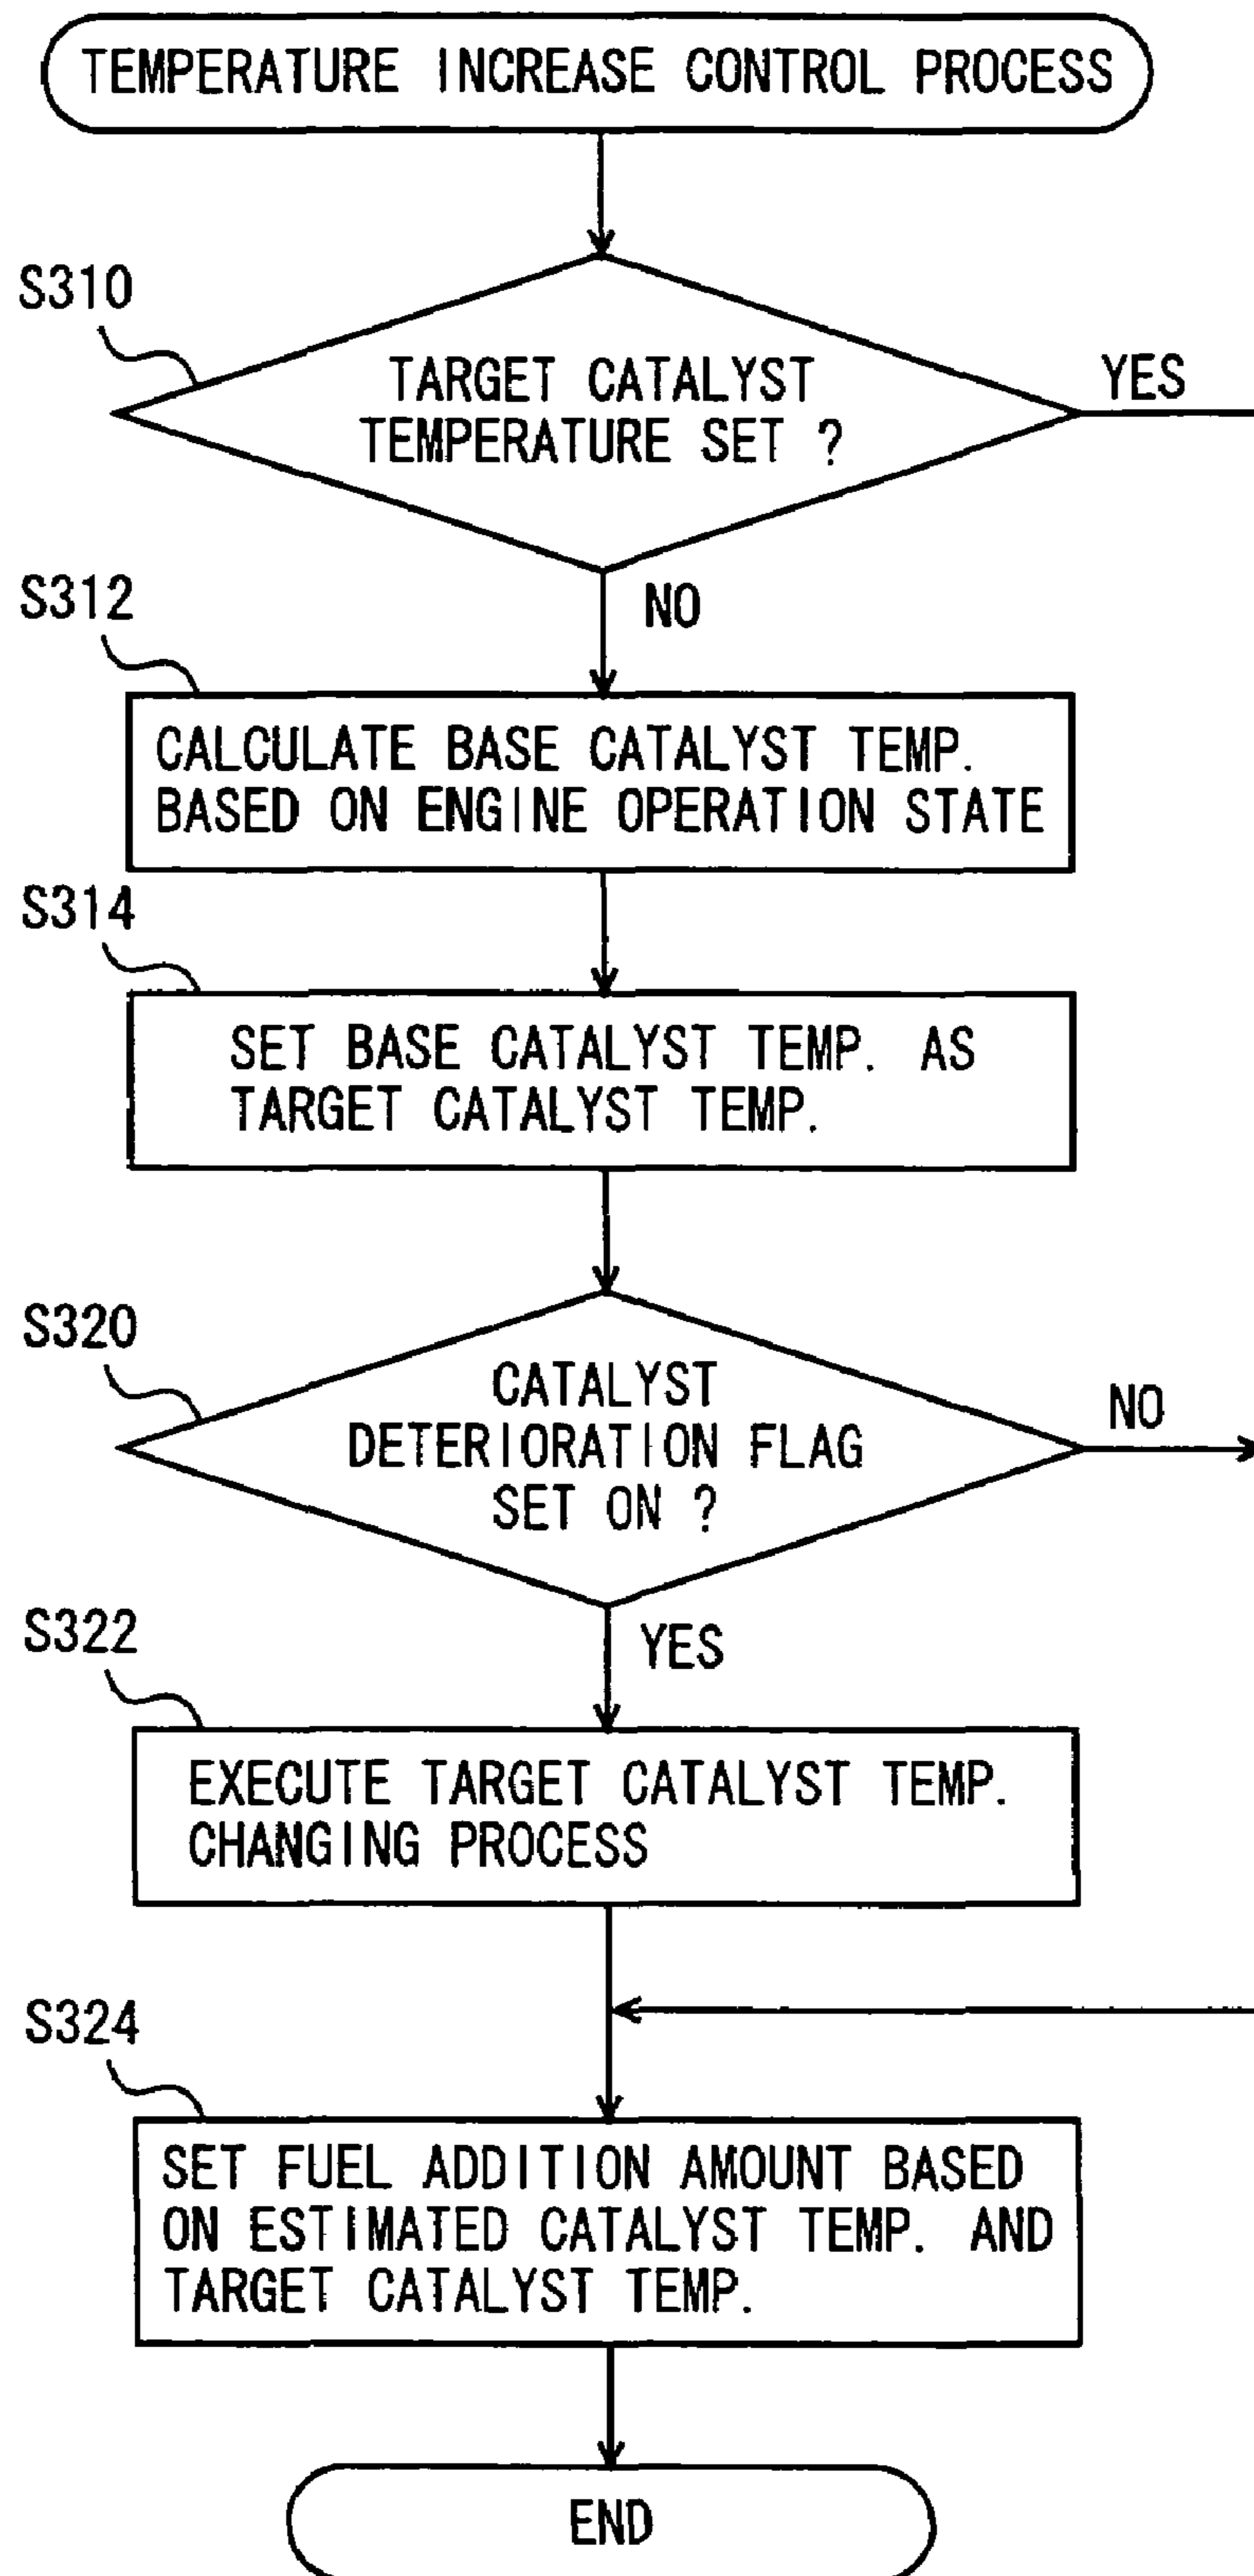 TEMPERATURE INCREASE CONTROL PROCESS
S310
TARGET CATALYST
TEMPERATURE SET ?
YES
NO
S312
CALCULATE BASE CATALYST TEMP.
BASED ON ENGINE OPERATION STATE
S314
SET BASE CATALYST TEMP. AS
TARGET CATALYST TEMP.
S320
CATALYST
DETERIORATION FLAG
SET ON ?
NO
YES
S322
EXECUTE TARGET CATALYST TEMP.
CHANGING PROCESS
S324
SET FUEL ADDITION AMOUNT BASED
ON ESTIMATED CATALYST TEMP. AND
TARGET CATALYST TEMP.
END